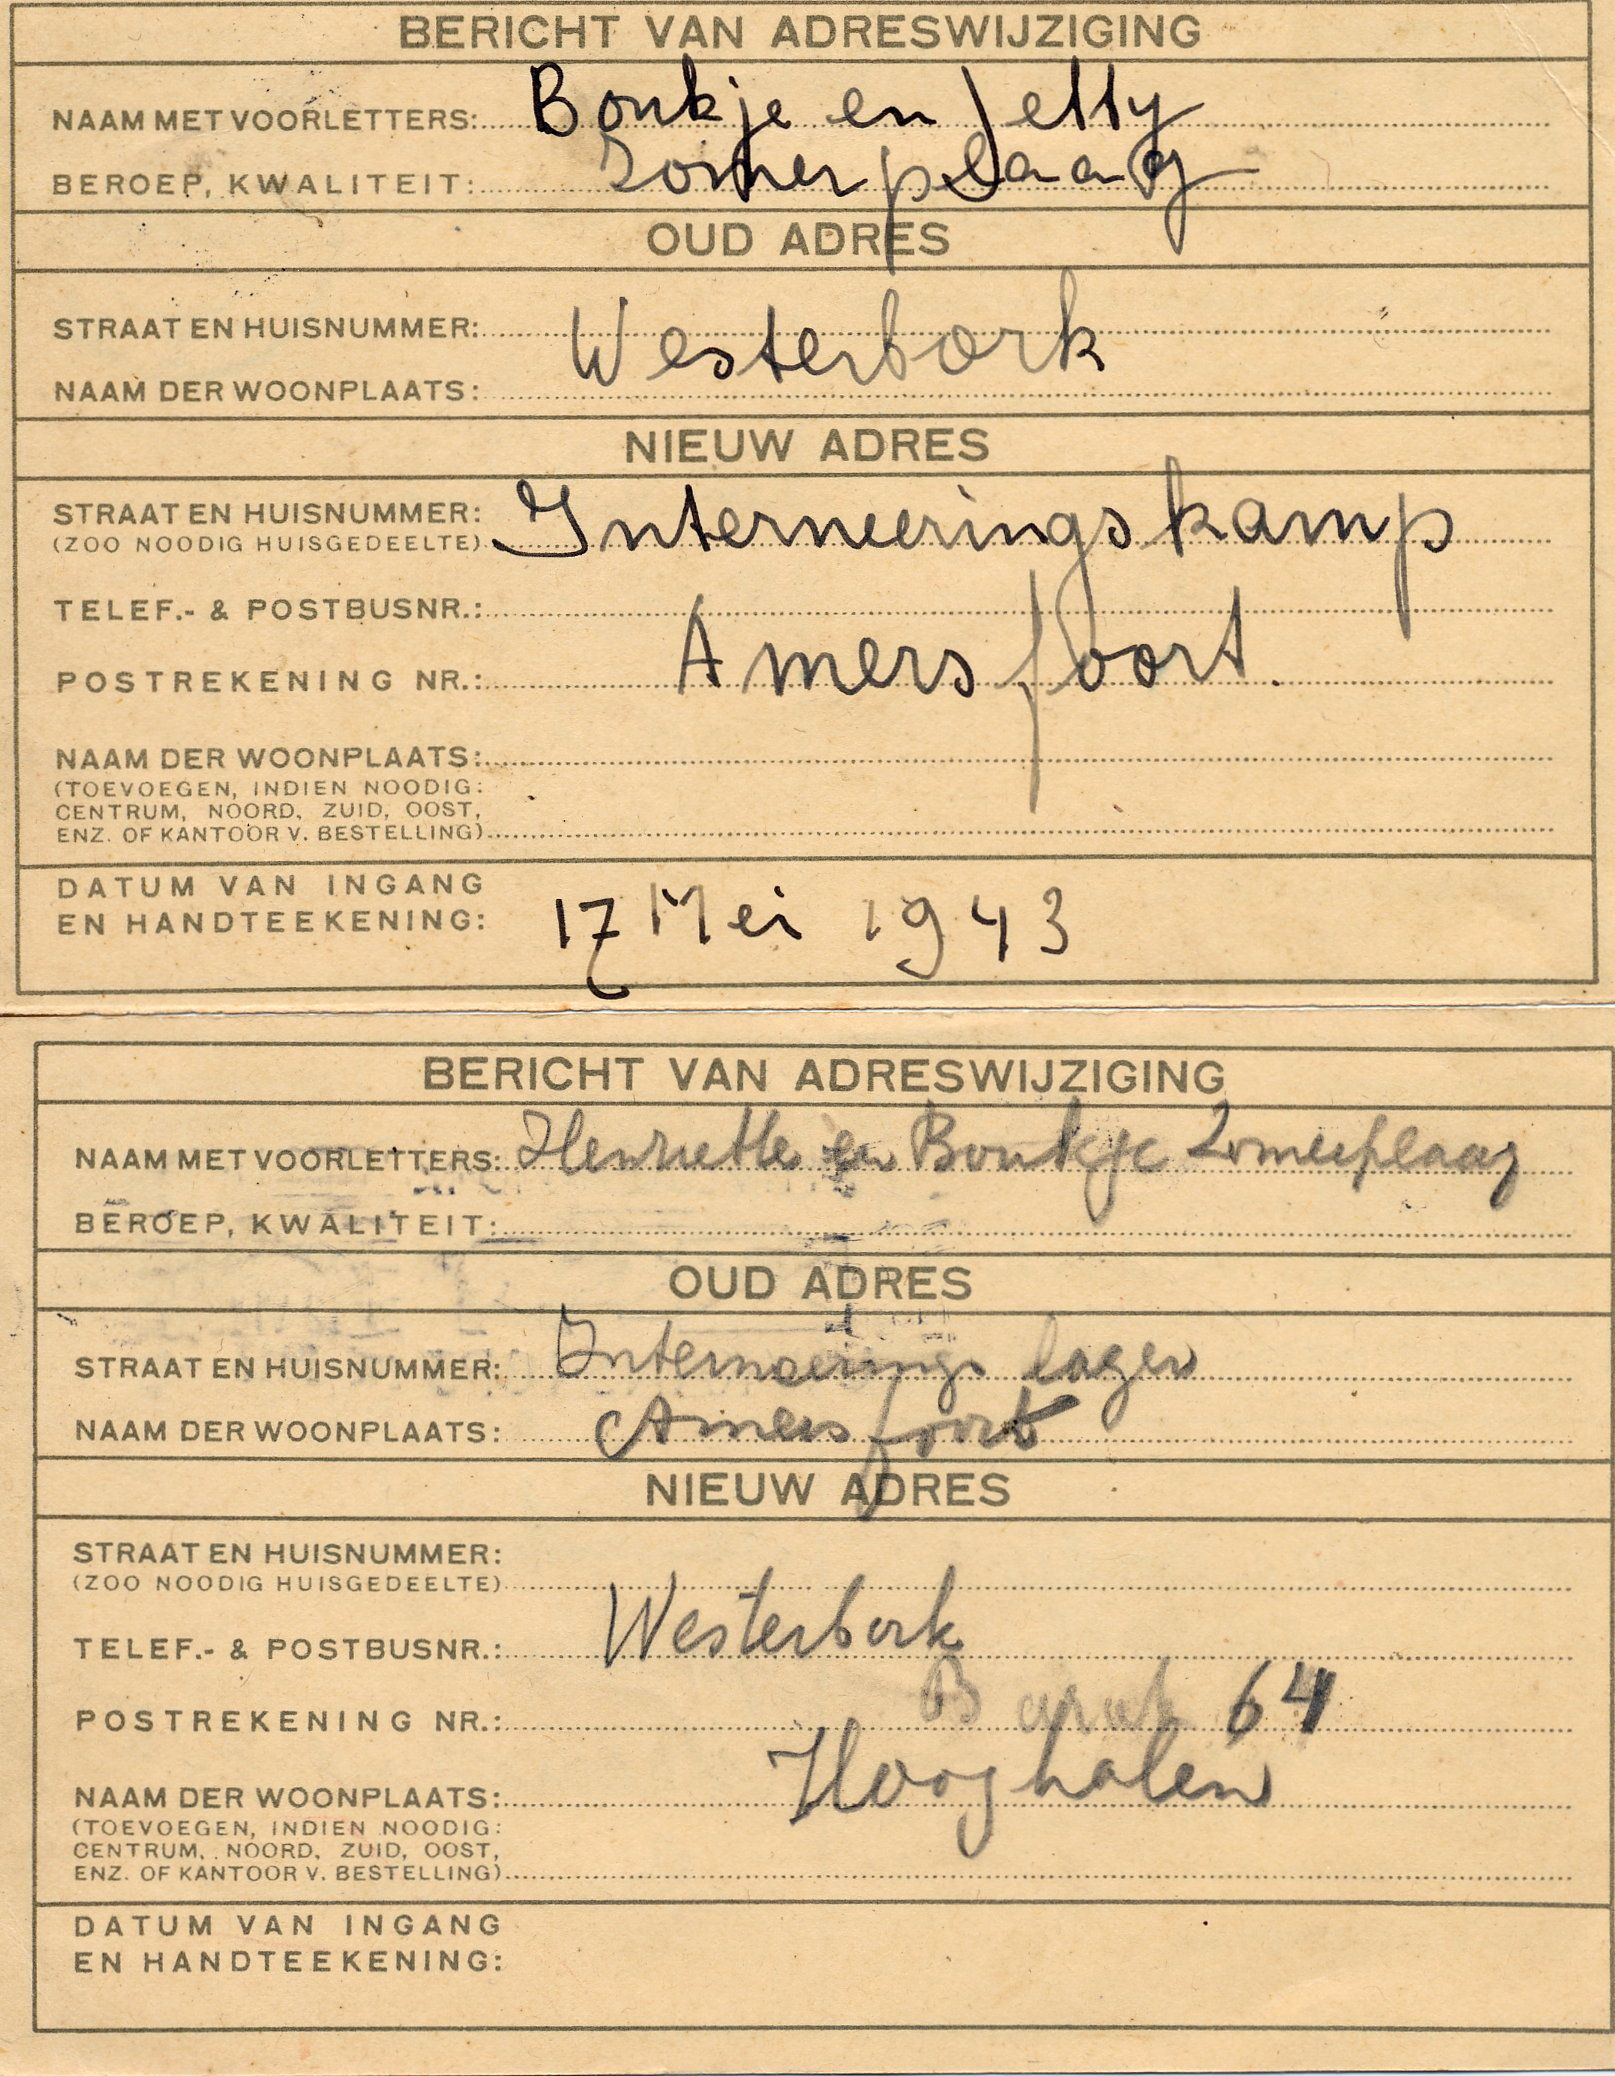 BERICHT VAN ADRESWIJZIGING
NAAM MET VOORLETTERS: Boukje en Jetty
BEROEP, KWALITEIT: Zomerplaag
OUD ADRES
STRAAT EN HUISNUMMER: Westerbork
NAAM DER WOONPLAATS:
NIEUW ADRES
STRAAT EN HUISNUMMER: Interneeringskamp
(ZOO NOODIG HUISGEDEELTE)
TELEF.- & POSTBUSNR.:
POSTREKENING NR.: Amersfoort.
NAAM DER WOONPLAATS:
(TOEVOEGEN, INDIEN NOODIG:
CENTRUM, NOORD, ZUID, OOST,
ENZ. OF KANTOOR V. BESTELLING)
DATUM VAN INGANG
EN HANDTEEKENING: 17 Mei 1943
BERICHT VAN ADRESWIJZIGING
NAAM MET VOORLETTERS: Henriette en Boukje Zomerplaag
BEROEP, KWALITEIT:
OUD ADRES
STRAAT EN HUISNUMMER: Interneerings lager
NAAM DER WOONPLAATS: Amersfoort
NIEUW ADRES
STRAAT EN HUISNUMMER:
(ZOO NOODIG HUISGEDEELTE)
TELEF.- & POSTBUSNR.: Westerbork
POSTREKENING NR.: Barak 64
NAAM DER WOONPLAATS: Hooghalen
(TOEVOEGEN, INDIEN NOODIG:
CENTRUM, NOORD, ZUID, OOST,
ENZ. OF KANTOOR V. BESTELLING)
DATUM VAN INGANG
EN HANDTEEKENING: